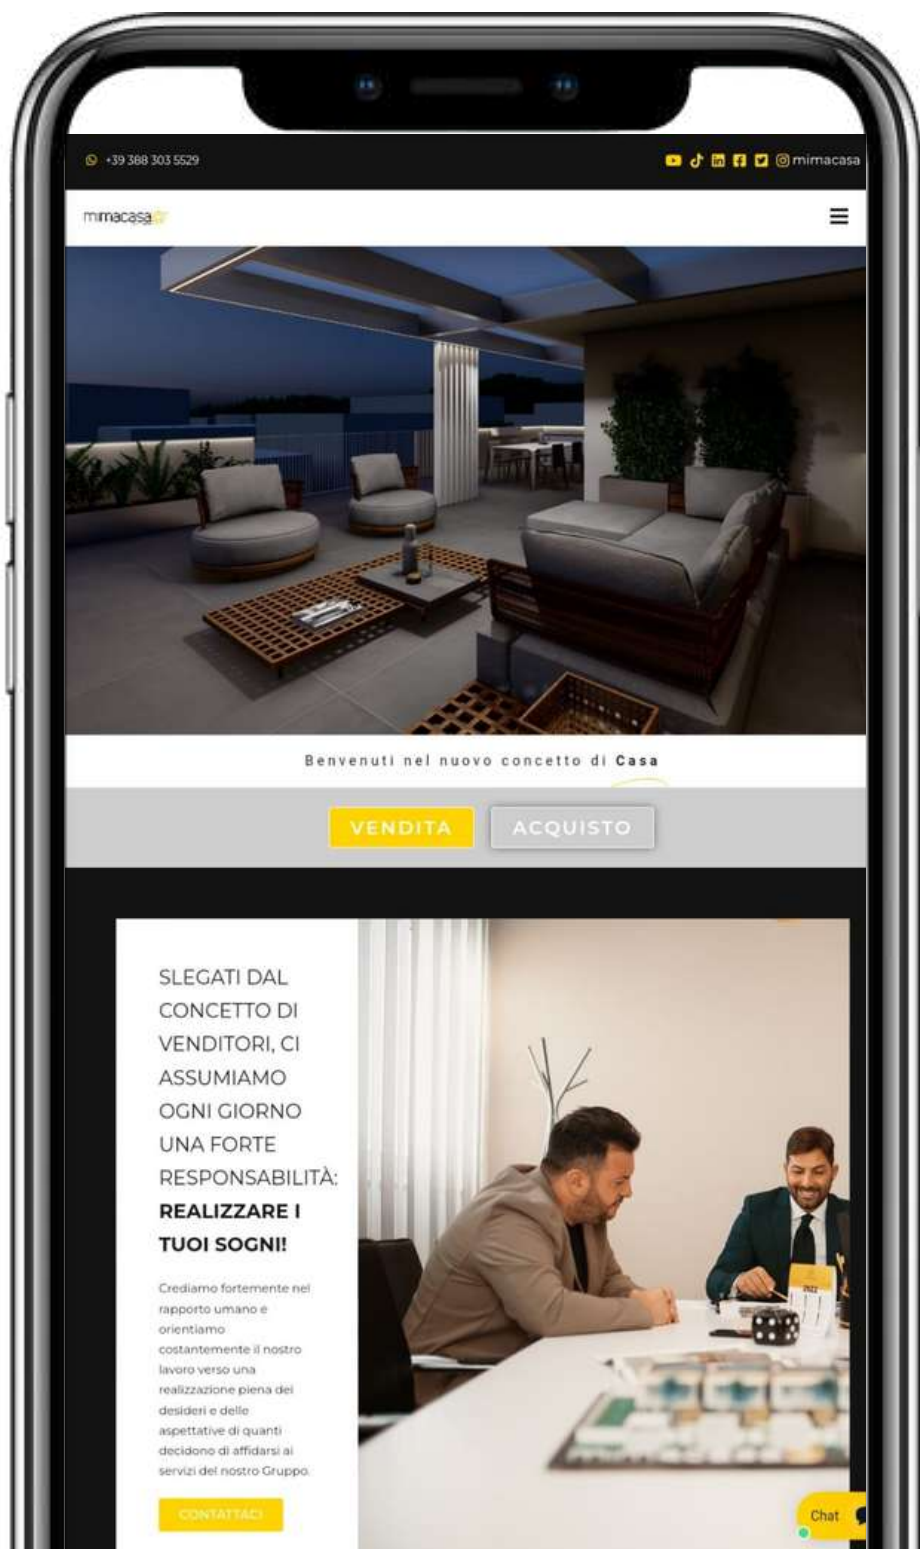 +39 388 303 5529
mimacasa
mimacasa
Benvenuti nel nuovo concetto di Casa
VENDITA
ACQUISTO
SLEGATI DAL
CONCETTO DI
VENDITORI, CI
ASSUMIAMO
OGNI GIORNO
UNA FORTE
RESPONSABILITÀ:
REALIZZARE I
TUOI SOGNI!
Crediamo fortemente nel
rapporto umano e
orientiamo
costantemente il nostro
lavoro verso una
realizzazione piena dei
desideri e delle
aspettative di quanti
decidono di affidarsi ai
servizi del nostro Gruppo.
CONTATTACI
Chat